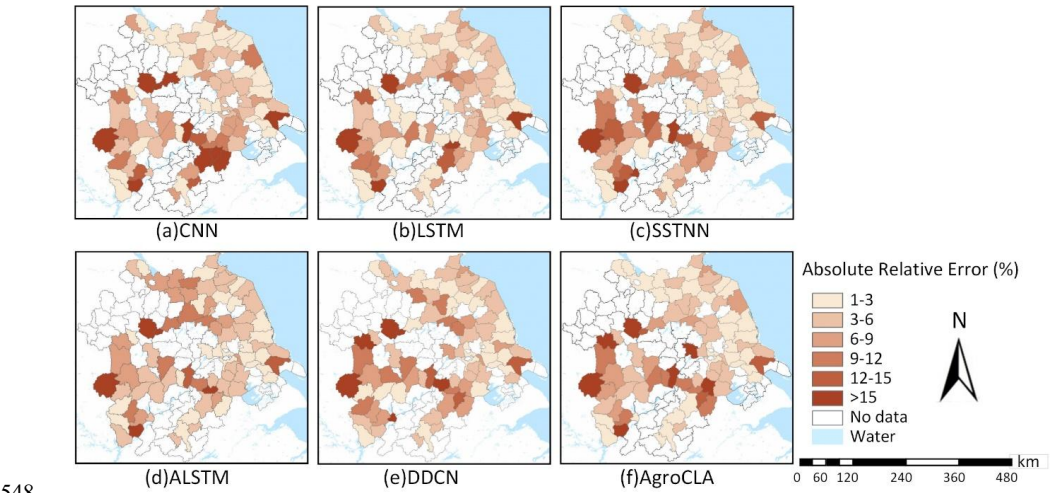 (a)CNN
(b)LSTM
(c)SSTNN
(d)ALSTM
(e)DDCN
(f)AgroCLA
Absolute Relative Error (%)
1-3
3-6
6-9
9-12
12-15
>15
No data
Water
N
km
0 60 120 240 360 480
548